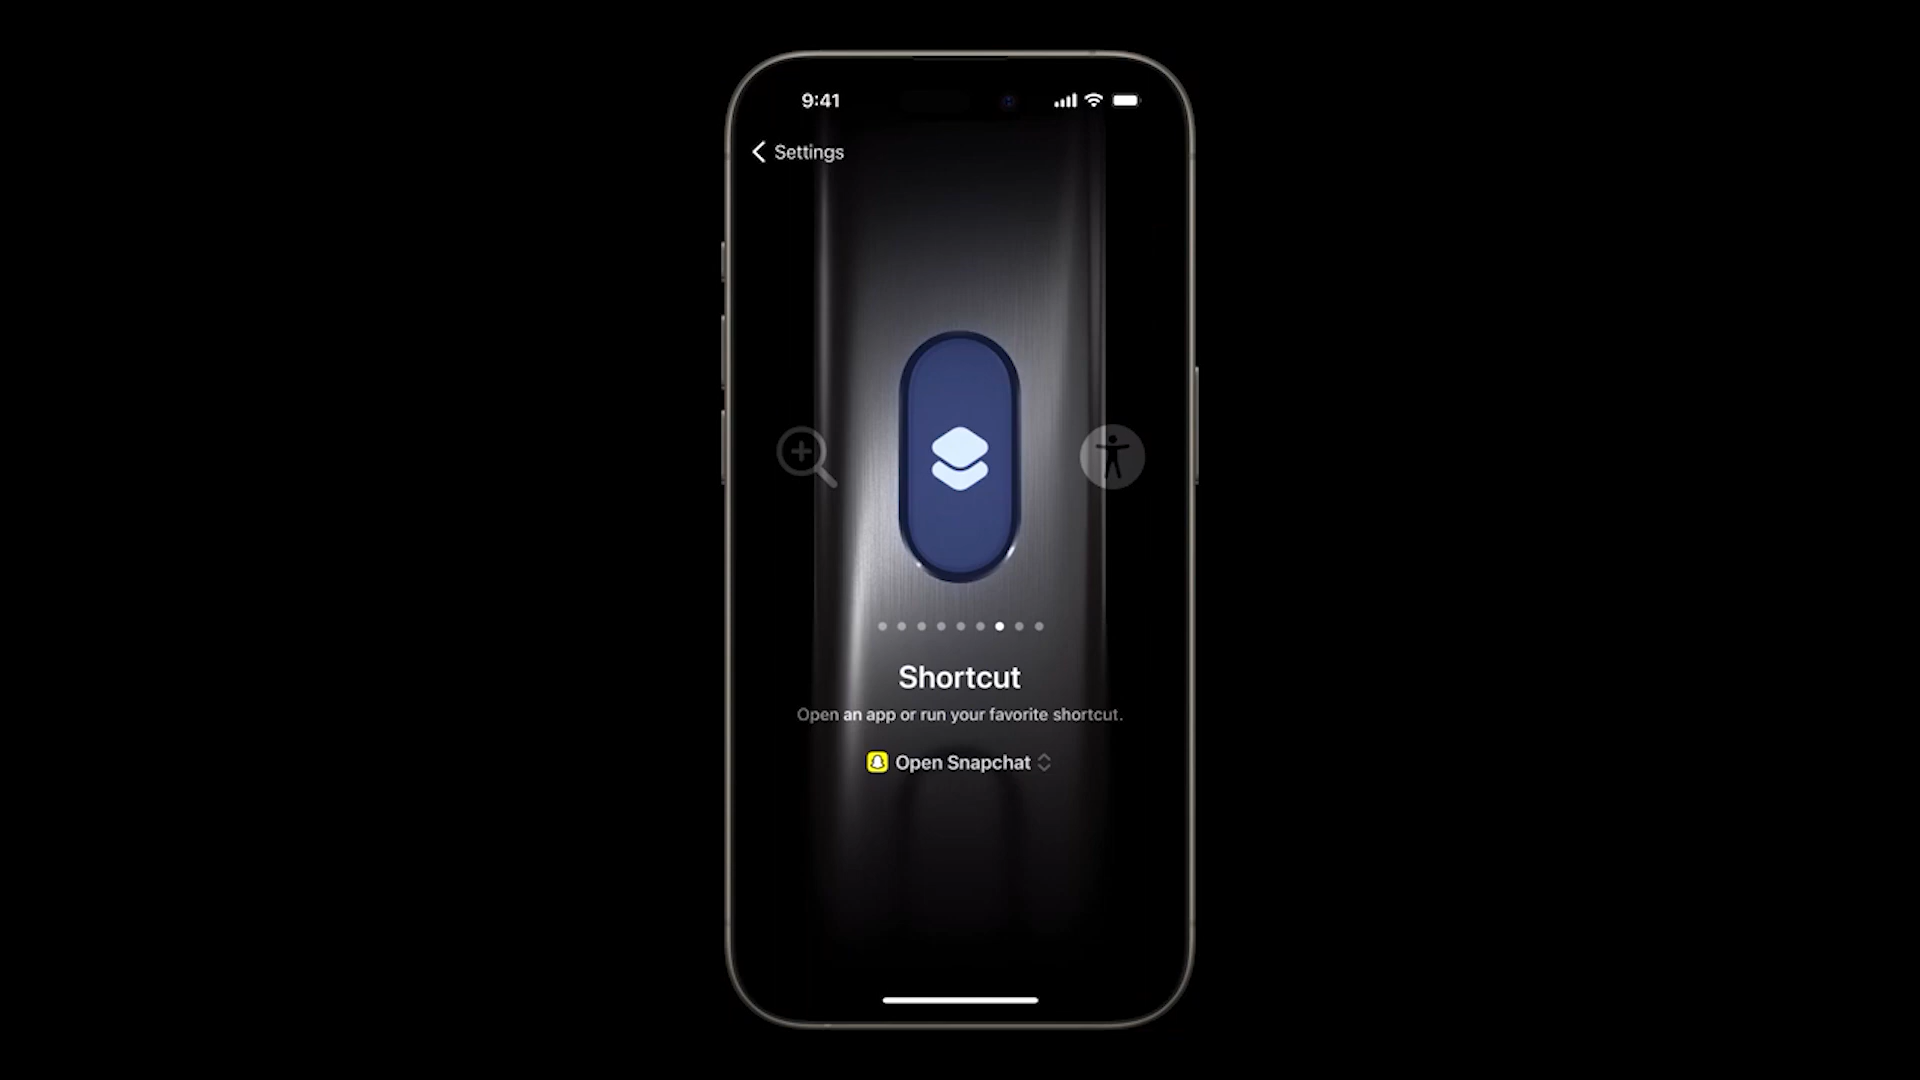 9:41
Settings
Shortcut
Open an app or run your favorite shortcut.
Open Snapchat